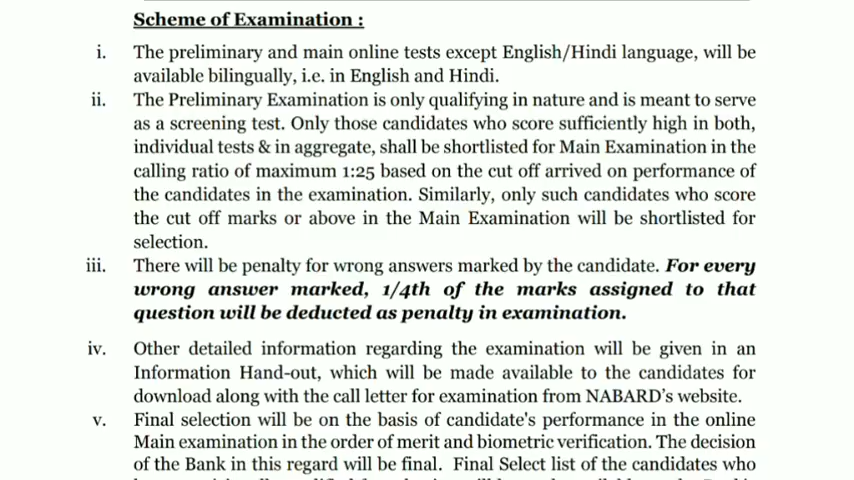 Scheme of Examination :
i. The preliminary and main online tests except English/Hindi language, will be
available bilingually, i.e. in English and Hindi.
ii. The Preliminary Examination is only qualifying in nature and is meant to serve
as a screening test. Only those candidates who score sufficiently high in both,
individual tests & in aggregate, shall be shortlisted for Main Examination in the
calling ratio of maximum 1:25 based on the cut off arrived on performance of
the candidates in the examination. Similarly, only such candidates who score
the cut off marks or above in the Main Examination will be shortlisted for
selection.
iii. There will be penalty for wrong answers marked by the candidate. For every
wrong answer marked, 1/4th of the marks assigned to that
question will be deducted as penalty in examination.
iv. Other detailed information regarding the examination will be given in an
Information Hand-out, which will be made available to the candidates for
download along with the call letter for examination from NABARD's website.
v. Final selection will be on the basis of candidate's performance in the online
Main examination in the order of merit and biometric verification. The decision
of the Bank in this regard will be final. Final Select list of the candidates who